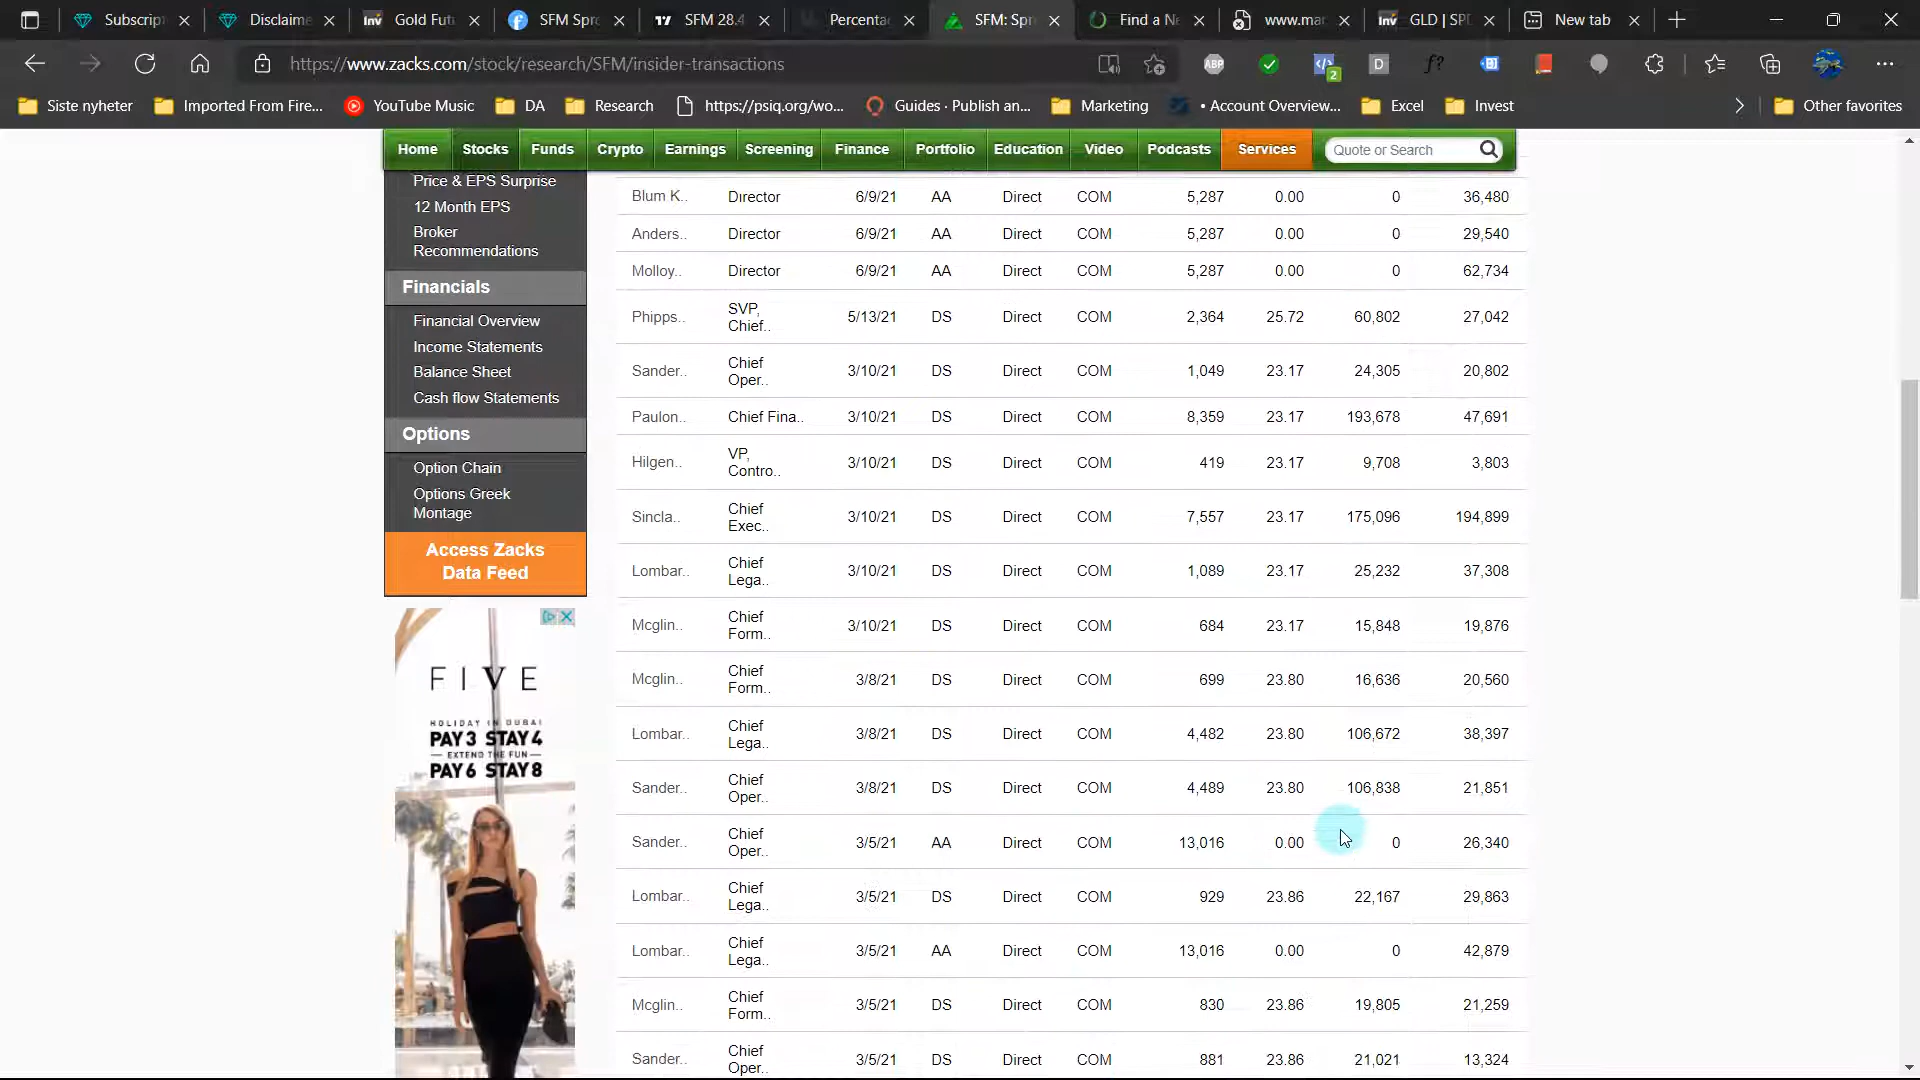 Subscript
Disclaime
Gold Fut
SFM Spr
SFM 28.4
Percenta
SFM: Spr
Find a Ne
www.mar
GLD | SP
New tab
https://www.zacks.com/stock/research/SFM/insider-transactions
ABP
2
D
f?
Siste nyheter
Imported From Fire...
YouTube Music
DA
Research
https://psiq.org/wo...
Guides · Publish an...
Marketing
• Account Overview...
Excel
Invest
Other favorites
Home Stocks Funds Crypto Earnings Screening Finance Portfolio Education Video Podcasts Services Quote or Search
Price & EPS Surprise
12 Month EPS
Broker
Recommendations
Financials
Financial Overview
Income Statements
Balance Sheet
Cash flow Statements
Options
Option Chain
Options Greek
Montage
Access Zacks
Data Feed
FIVE
HOLIDAY IN DUBAI
PAY 3 STAY 4
EXTEND THE FUN
PAY 6 STAY 8
Blum K.. Director 6/9/21 AA Direct COM 5,287 0.00 0 36,480
Anders.. Director 6/9/21 AA Direct COM 5,287 0.00 0 29,540
Molloy.. Director 6/9/21 AA Direct COM 5,287 0.00 0 62,734
Phipps.. SVP, Chief.. 5/13/21 DS Direct COM 2,364 25.72 60,802 27,042
Sander.. Chief Oper.. 3/10/21 DS Direct COM 1,049 23.17 24,305 20,802
Paulon.. Chief Fina.. 3/10/21 DS Direct COM 8,359 23.17 193,678 47,691
Hilgen.. VP, Contro.. 3/10/21 DS Direct COM 419 23.17 9,708 3,803
Sincla.. Chief Exec.. 3/10/21 DS Direct COM 7,557 23.17 175,096 194,899
Lombar.. Chief Lega.. 3/10/21 DS Direct COM 1,089 23.17 25,232 37,308
Mcglin.. Chief Form.. 3/10/21 DS Direct COM 684 23.17 15,848 19,876
Mcglin.. Chief Form.. 3/8/21 DS Direct COM 699 23.80 16,636 20,560
Lombar.. Chief Lega.. 3/8/21 DS Direct COM 4,482 23.80 106,672 38,397
Sander.. Chief Oper.. 3/8/21 DS Direct COM 4,489 23.80 106,838 21,851
Sander.. Chief Oper.. 3/5/21 AA Direct COM 13,016 0.00 0 26,340
Lombar.. Chief Lega.. 3/5/21 DS Direct COM 929 23.86 22,167 29,863
Lombar.. Chief Lega.. 3/5/21 AA Direct COM 13,016 0.00 0 42,879
Mcglin.. Chief Form.. 3/5/21 DS Direct COM 830 23.86 19,805 21,259
Sander.. Chief Oper.. 3/5/21 DS Direct COM 881 23.86 21,021 13,324